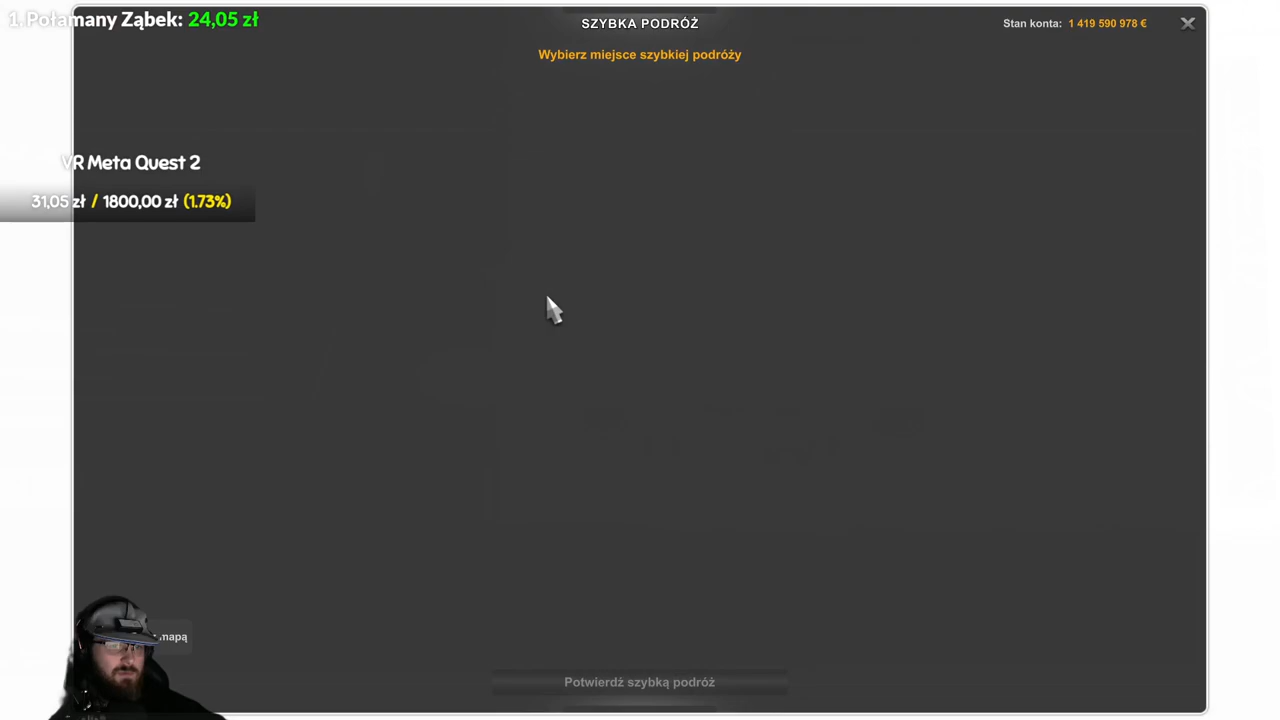 1. Połamany Ząbek: 24,05 zł
SZYBKA PODRÓŻ
Stan konta: 1 419 590 978 €
Wybierz miejsce szybkiej podróży
VR Meta Quest 2
31,05 zł / 1800,00 zł (1.73%)
mapą
Potwierdź szybką podróż